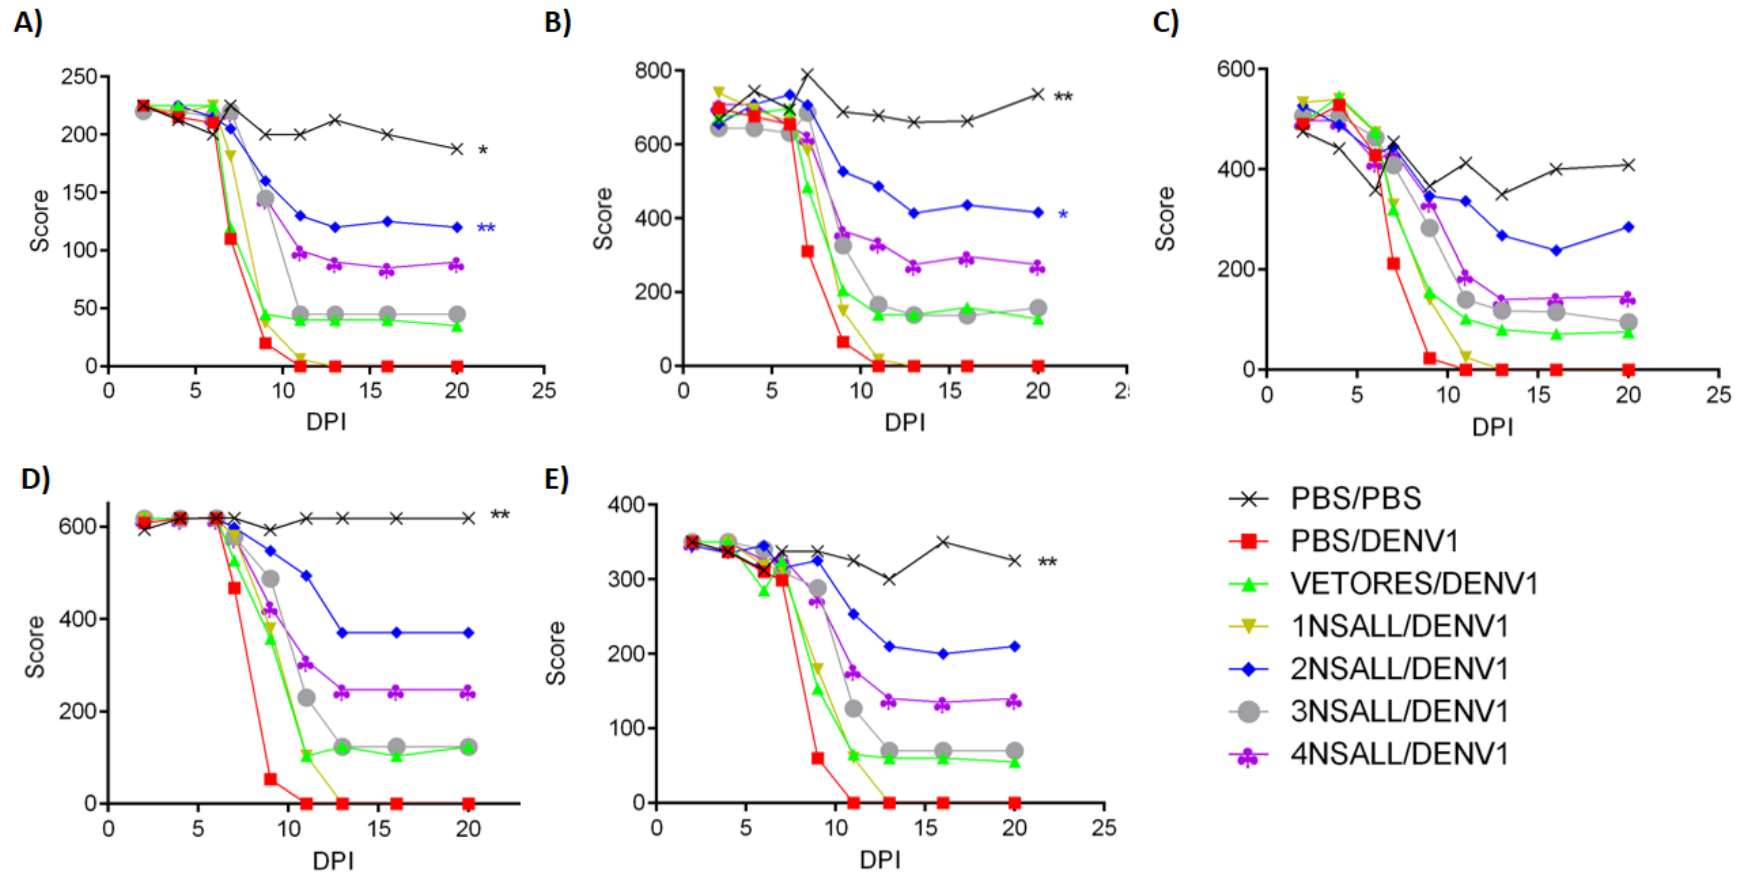 A)
250
200
150
100
50
0
Score
0 5 10 15 20 25
DPI
*
**
B)
800
600
400
200
0
Score
0 5 10 15 20
DPI
**
*
C)
600
400
200
0
Score
0 5 10 15 20 25
DPI
D)
600
400
200
0
Score
0 5 10 15 20
DPI
**
E)
400
300
200
100
0
Score
0 5 10 15 20 25
DPI
**
PBS/PBS
PBS/DENV1
VETORES/DENV1
1NSALL/DENV1
2NSALL/DENV1
3NSALL/DENV1
4NSALL/DENV1